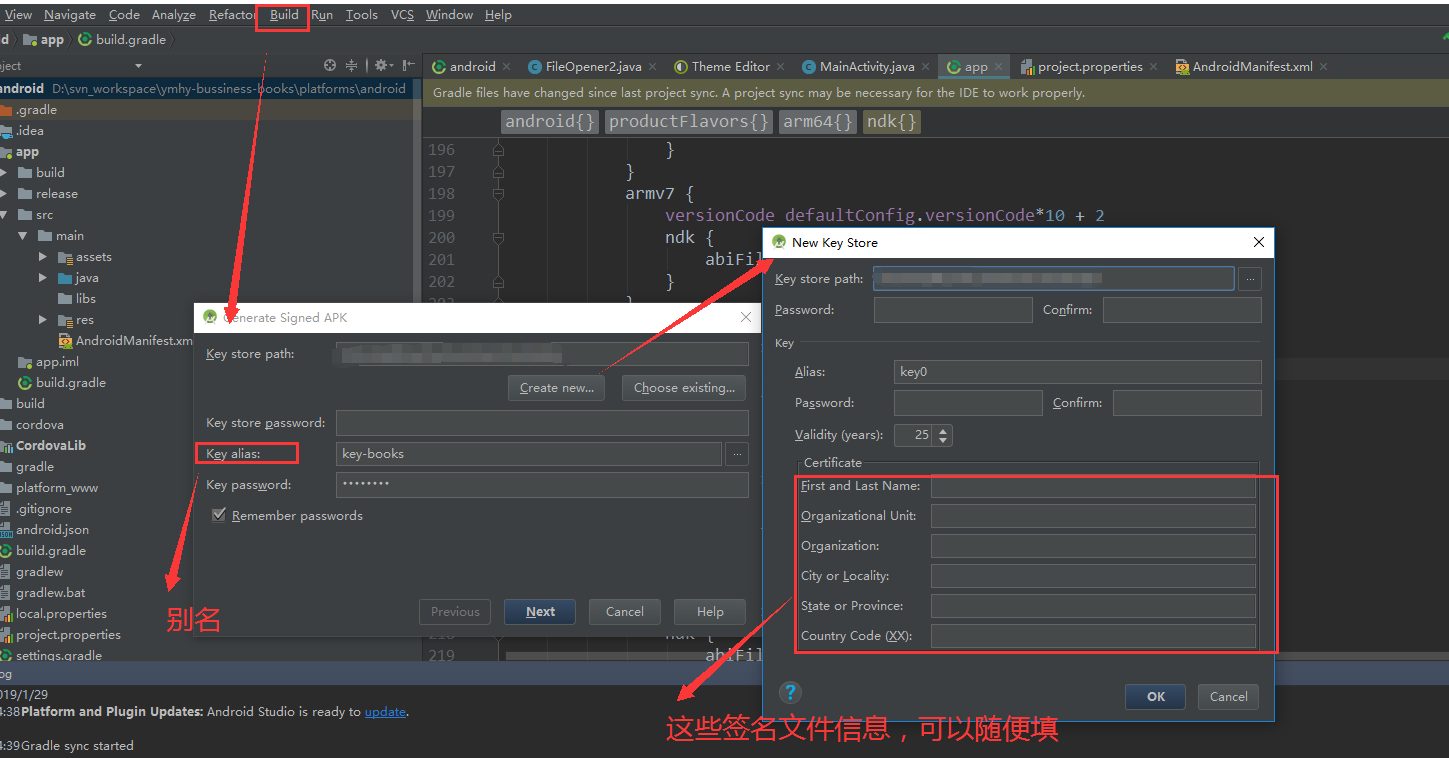 View Navigate Code Analyze Refactor Build Run Tools VCS Window Help
app build.gradle
android FileOpener2.java Theme Editor MainActivity.java app project.properties AndroidManifest.xml
android D:\svn_workspace\ymhy-bussiness-books\platforms\android
Gradle files have changed since last project sync. A project sync may be necessary for the IDE to work properly.
android{} productFlavors{} arm64{} ndk{}
.gradle
.idea
app
build
release
src
main
assets
java
libs
res
AndroidManifest.xm
app.iml
build.gradle
build
cordova
CordovaLib
gradle
platform_www
.gitignore
android.json
build.gradle
gradlew
gradlew.bat
local.properties
project.properties
settings.gradle
196 }
197 }
198 armv7 {
199 versionCode defaultConfig.versionCode*10 + 2
200 ndk {
201 abiFil
202 }
Generate Signed APK
Key store path:
Create new... Choose existing...
Key store password:
Key alias: key-books ...
Key password: ••••••••
Remember passwords
Previous Next Cancel Help
别名
New Key Store
Key store path: ...
Password: Confirm:
Key
Alias: key0
Password: Confirm:
Validity (years): 25
Certificate
First and Last Name:
Organizational Unit:
Organization:
City or Locality:
State or Province:
Country Code (XX):
? OK Cancel
219 abiFil
这些签名文件信息，可以随便填
019/1/29
4:38 Platform and Plugin Updates: Android Studio is ready to update.
4:39 Gradle sync started